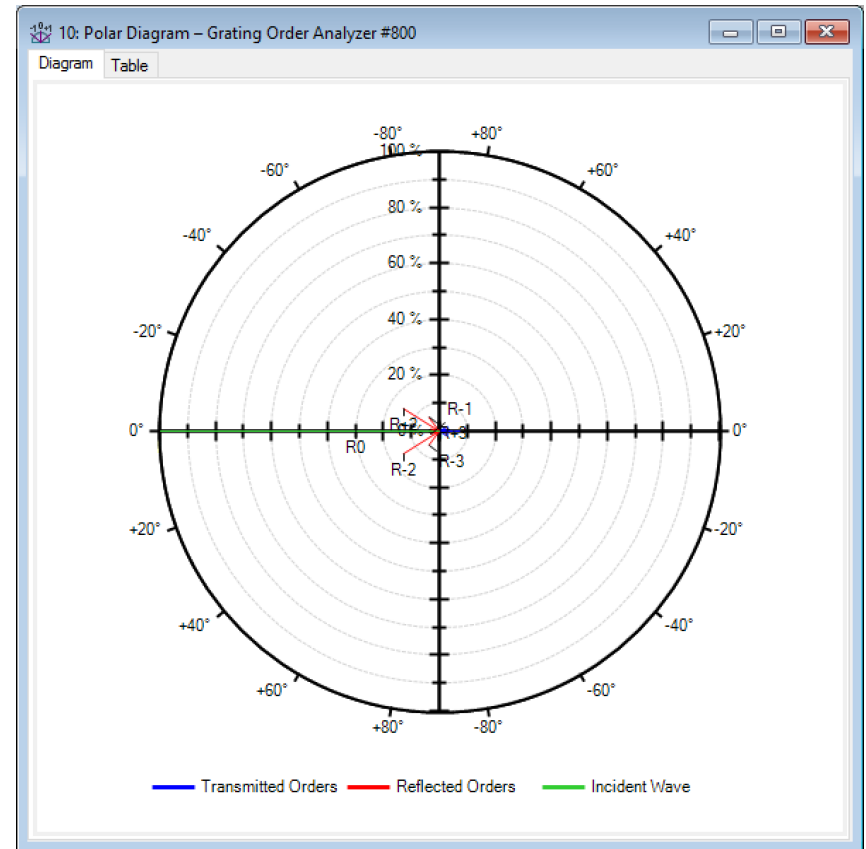 10: Polar Diagram – Grating Order Analyzer #800
Diagram Table
-80° +80°
100 %
-60° +60°
80 %
-40° +40°
60 %
40 %
-20° +20°
20 %
R-1
0° 0°
R0
R-2 R-3
+20° -20°
+40° -40°
+60° -60°
+80° -80°
Transmitted Orders Reflected Orders Incident Wave